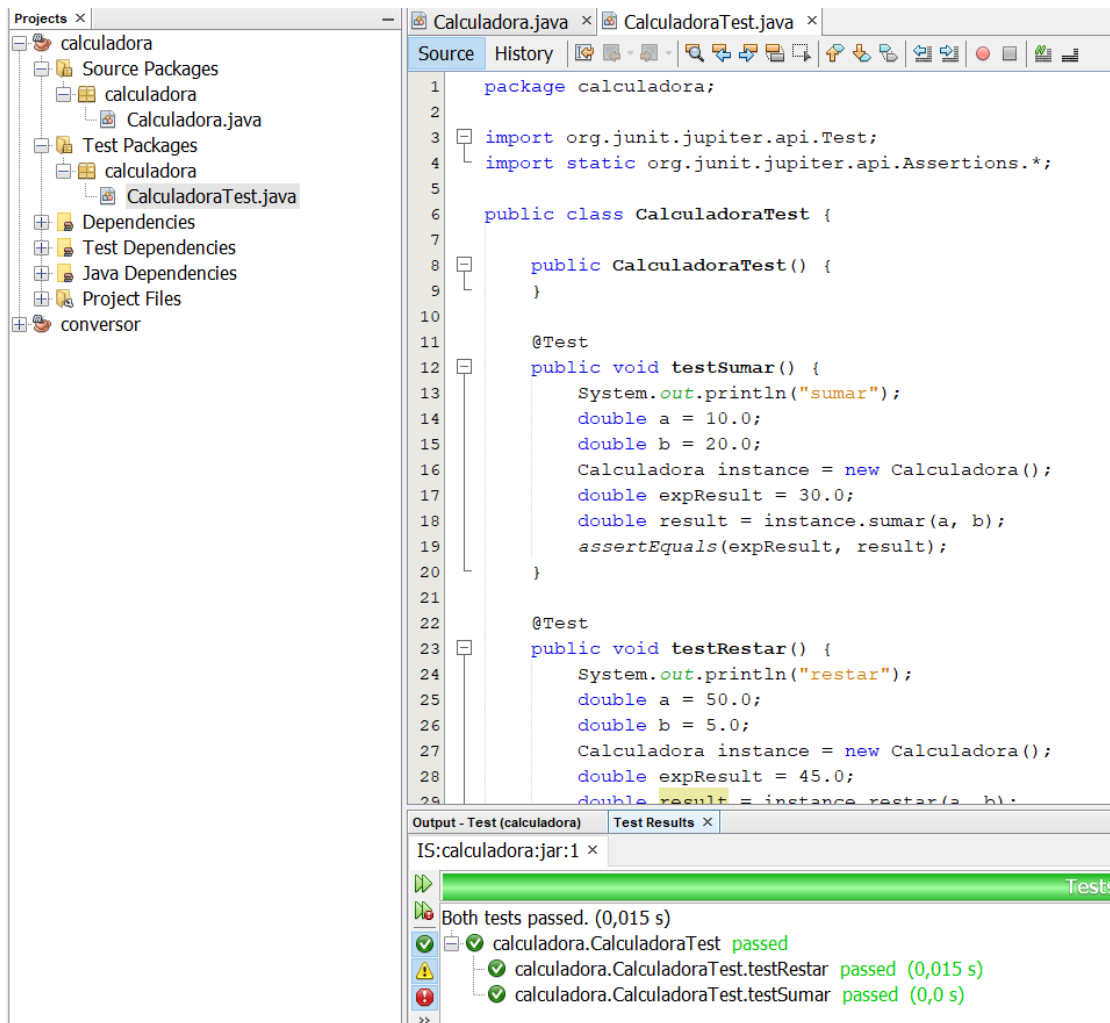 Projects
calculadora
Source Packages
calculadora
Calculadora.java
Test Packages
calculadora
CalculadoraTest.java
Dependencies
Test Dependencies
Java Dependencies
Project Files
conversor
Calculadora.java CalculadoraTest.java
Source History
1 package calculadora;
2
3 import org.junit.jupiter.api.Test;
4 import static org.junit.jupiter.api.Assertions.*;
5
6 public class CalculadoraTest {
7
8 public CalculadoraTest() {
9 }
10
11 @Test
12 public void testSumar() {
13 System.out.println("sumar");
14 double a = 10.0;
15 double b = 20.0;
16 Calculadora instance = new Calculadora();
17 double expResult = 30.0;
18 double result = instance.sumar(a, b);
19 assertEquals(expResult, result);
20 }
21
22 @Test
23 public void testRestar() {
24 System.out.println("restar");
25 double a = 50.0;
26 double b = 5.0;
27 Calculadora instance = new Calculadora();
28 double expResult = 45.0;
29 double result = instance.restar(a, b);
Output - Test (calculadora) Test Results
IS:calculadora:jar:1
Tests
Both tests passed. (0,015 s)
calculadora.CalculadoraTest passed
calculadora.CalculadoraTest.testRestar passed (0,015 s)
calculadora.CalculadoraTest.testSumar passed (0,0 s)